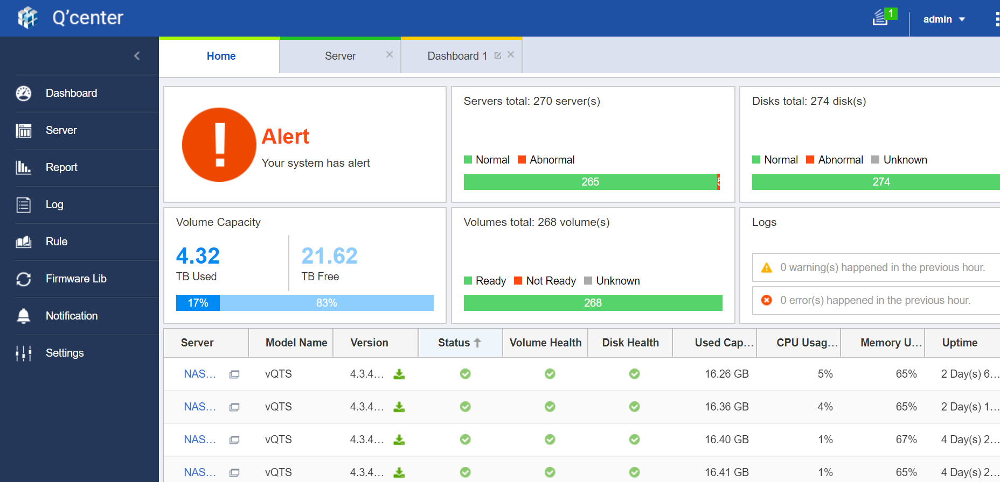 Q'center
1
admin
Home
Server
Dashboard 1
Dashboard
Server
Report
Log
Rule
Firmware Lib
Notification
Settings
Alert
Your system has alert
Servers total: 270 server(s)
Normal Abnormal
265 5
Disks total: 274 disk(s)
Normal Abnormal Unknown
274
Volume Capacity
4.32
TB Used
21.62
TB Free
17% 83%
Volumes total: 268 volume(s)
Ready Not Ready Unknown
268
Logs
0 warning(s) happened in the previous hour.
0 error(s) happened in the previous hour.
Server Model Name Version Status Volume Health Disk Health Used Cap... CPU Usag... Memory U... Uptime
NAS... vQTS 4.3.4... 16.26 GB 5% 65% 2 Day(s) 6...
NAS... vQTS 4.3.4... 16.36 GB 4% 65% 2 Day(s) 1...
NAS... vQTS 4.3.4... 16.40 GB 1% 67% 4 Day(s) 2...
NAS... vQTS 4.3.4... 16.41 GB 1% 65% 4 Day(s) 2...